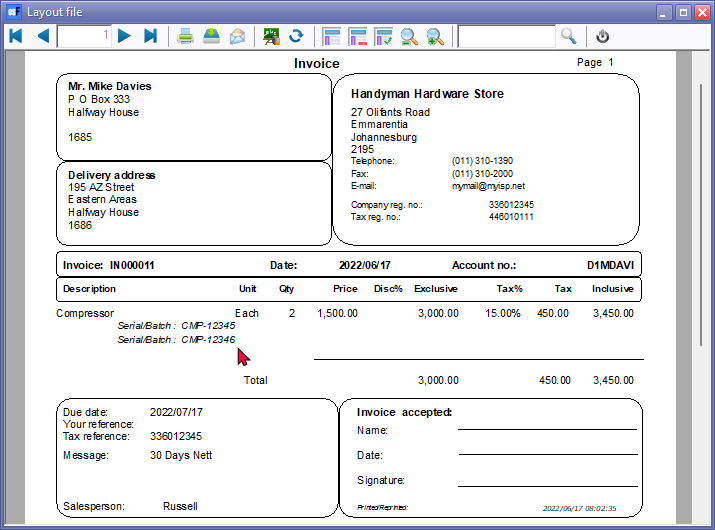 Layout file
1
Invoice Page 1
Mr. Mike Davies
P O Box 333
Halfway House
1685
Handyman Hardware Store
27 Olifants Road
Emmarentia
Johannesburg
2195
Telephone: (011) 310-1390
Fax: (011) 310-2000
E-mail: mymail@myisp.net
Company reg. no.: 336012345
Tax reg. no.: 446010111
Delivery address
195 AZ Street
Eastern Areas
Halfway House
1686
Invoice: IN000011 Date: 2022/06/17 Account no.: D1MDAVI
Description Unit Qty Price Disc% Exclusive Tax% Tax Inclusive
Compressor Each 2 1,500.00 3,000.00 15.00% 450.00 3,450.00
Serial/Batch : CMP-12345
Serial/Batch : CMP-12346
Total 3,000.00 450.00 3,450.00
Due date: 2022/07/17
Your reference:
Tax reference: 336012345
Message: 30 Days Nett
Salesperson: Russell
Invoice accepted:
Name:
Date:
Signature:
Printed/Reprinted: 2022/06/17 08:02:35